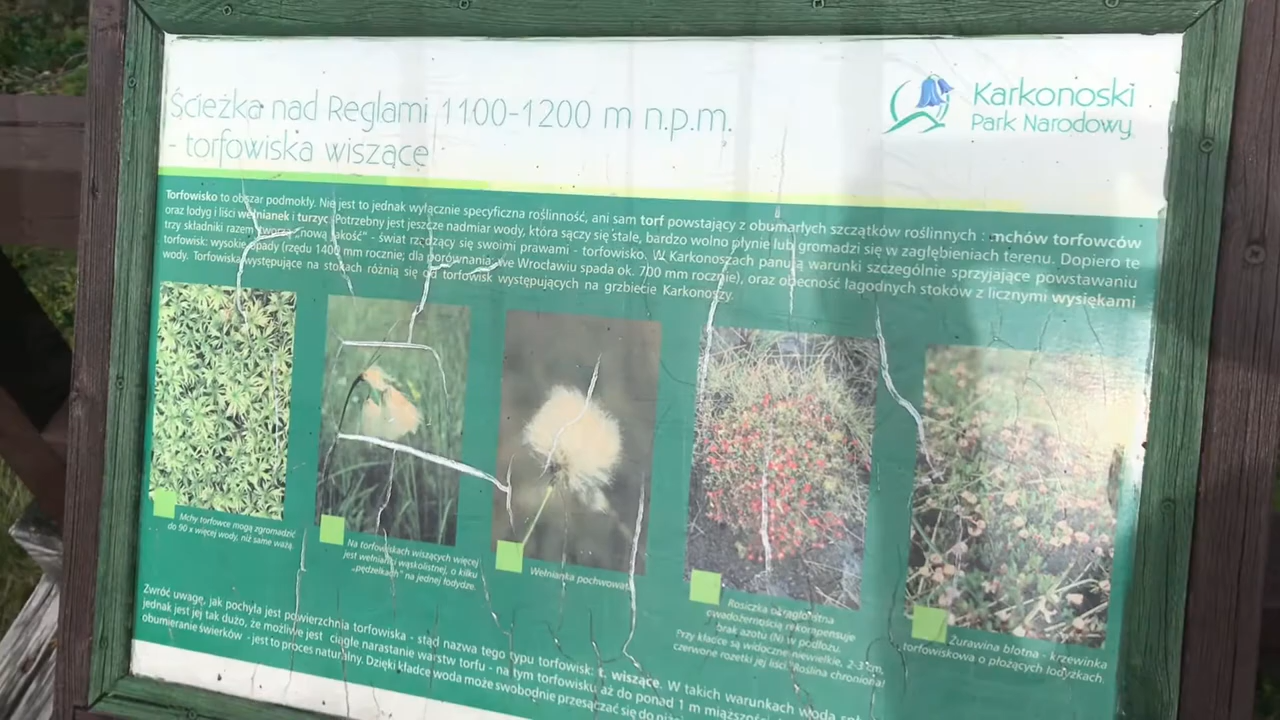 Ścieżka nad Reglami 1100-1200 m n.p.m.
- torfowiska wiszące
Karkonoski
Park Narodowy
Torfowisko to obszar podmokły. Nie jest to jednak wyłącznie specyficzna roślinność, ani sam torf powstający z obumarłych szczątków roślinnych : mchów torfowców
oraz łodyg i liści wełnianek i turzyc. Potrzebny jest jeszcze nadmiar wody, która sączy się stale, bardzo wolno płynie lub gromadzi się w zagłębieniach terenu. Dopiero te
trzy składniki razem tworzą „nową jakość" - świat rządzący się swoimi prawami - torfowisko. W Karkonoszach panują warunki szczególnie sprzyjające powstawaniu
torfowisk: wysokie opady (rzędu 1400 mm rocznie; dla porównania: we Wrocławiu spada ok. 700 mm rocznie), oraz obecność łagodnych stoków z licznymi wysiękami
wody. Torfowiska występujące na stokach różnią się od torfowisk występujących na grzbiecie Karkonoszy.
Mchy torfowce mogą zgromadzić
do 90 x więcej wody, niż same ważą.
Na torfowiskach wiszących więcej
jest wełnianki wąskolistnej, o kilku
„pędzelkach" na jednej łodyżce.
Wełnianka pochwowata.
Rosiczka okrągłolistna
owadożernością rekompensuje
brak azotu (N) w podłożu.
Przy kładce są widoczne niewielkie, 2-3 cm,
czerwone rozetki jej liści. Roślina chroniona!
Żurawina błotna - krzewinka
torfowiskowa o płożących łodyżkach.
Zwróć uwagę, jak pochyła jest powierzchnia torfowiska - stąd nazwa tego typu torfowisk: t. wiszące. W takich warunkach woda
jednak jest jej tak dużo, że możliwe jest ciągłe narastanie warstw torfu - na tym torfowisku aż do ponad 1 m miąższości
obumieranie świerków - jest to proces naturalny. Dzięki kładce woda może swobodnie przesączać się do